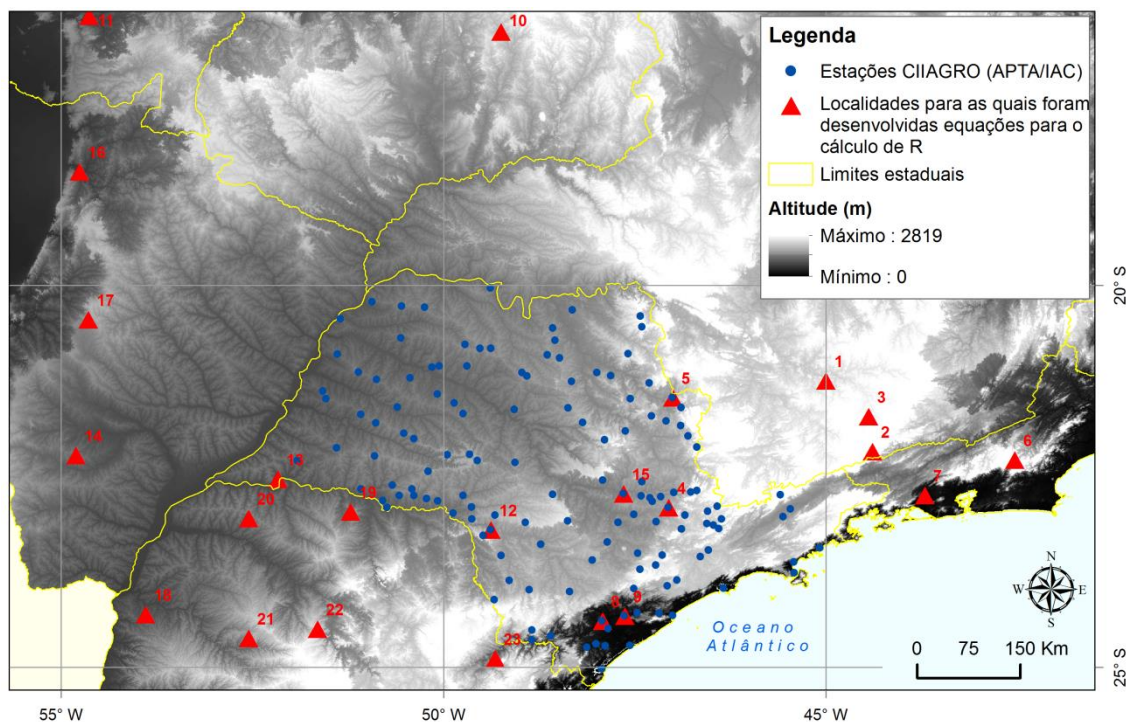 11
10
Legenda
Estações CIIAGRO (APTA/IAC)
Localidades para as quais foram
desenvolvidas equações para o
cálculo de R
Limites estaduais
Altitude (m)
Máximo : 2819
Mínimo : 0
16
20° S
17
1
5
3
14
2
6
13
15
7
20
19
4
12
18
22
8
9
21
23
Oceano
Atlântico
N
W
E
S
0
75
150 Km
25° S
55° W
50° W
45° W